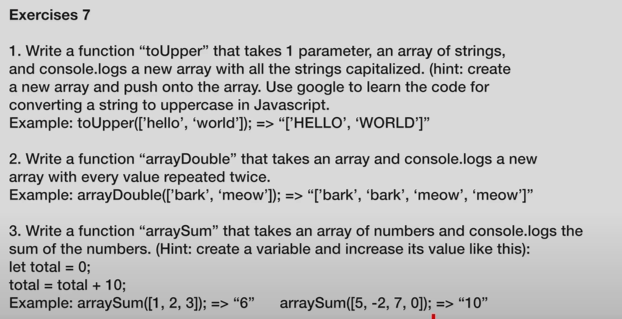 Exercises 7
1. Write a function “toUpper” that takes 1 parameter, an array of strings,
and console.logs a new array with all the strings capitalized. (hint: create
a new array and push onto the array. Use google to learn the code for
converting a string to uppercase in Javascript.
Example: toUpper(['hello’, ‘world’]); => “['HELLO’, ‘WORLD’]”
2. Write a function “arrayDouble” that takes an array and console.logs a new
array with every value repeated twice.
Example: arrayDouble(['bark’, ‘meow’]); => “['bark’, ‘bark’, ‘meow’, ‘meow’]”
3. Write a function “arraySum” that takes an array of numbers and console.logs the
sum of the numbers. (Hint: create a variable and increase its value like this):
let total = 0;
total = total + 10;
Example: arraySum([1, 2, 3]); => “6” arraySum([5, -2, 7, 0]); => “10”